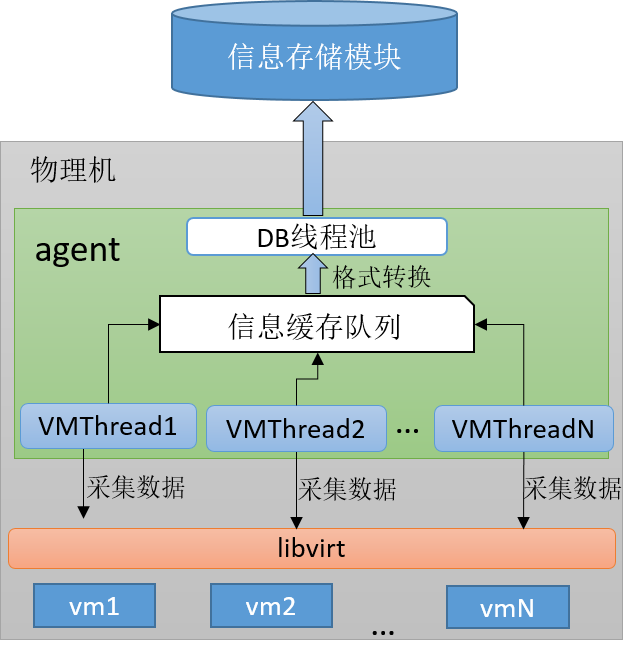 信息存储模块
物理机
agent
DB线程池
格式转换
信息缓存队列
VMThread1
VMThread2
...
VMThreadN
采集数据
采集数据
采集数据
libvirt
vm1
vm2
...
vmN